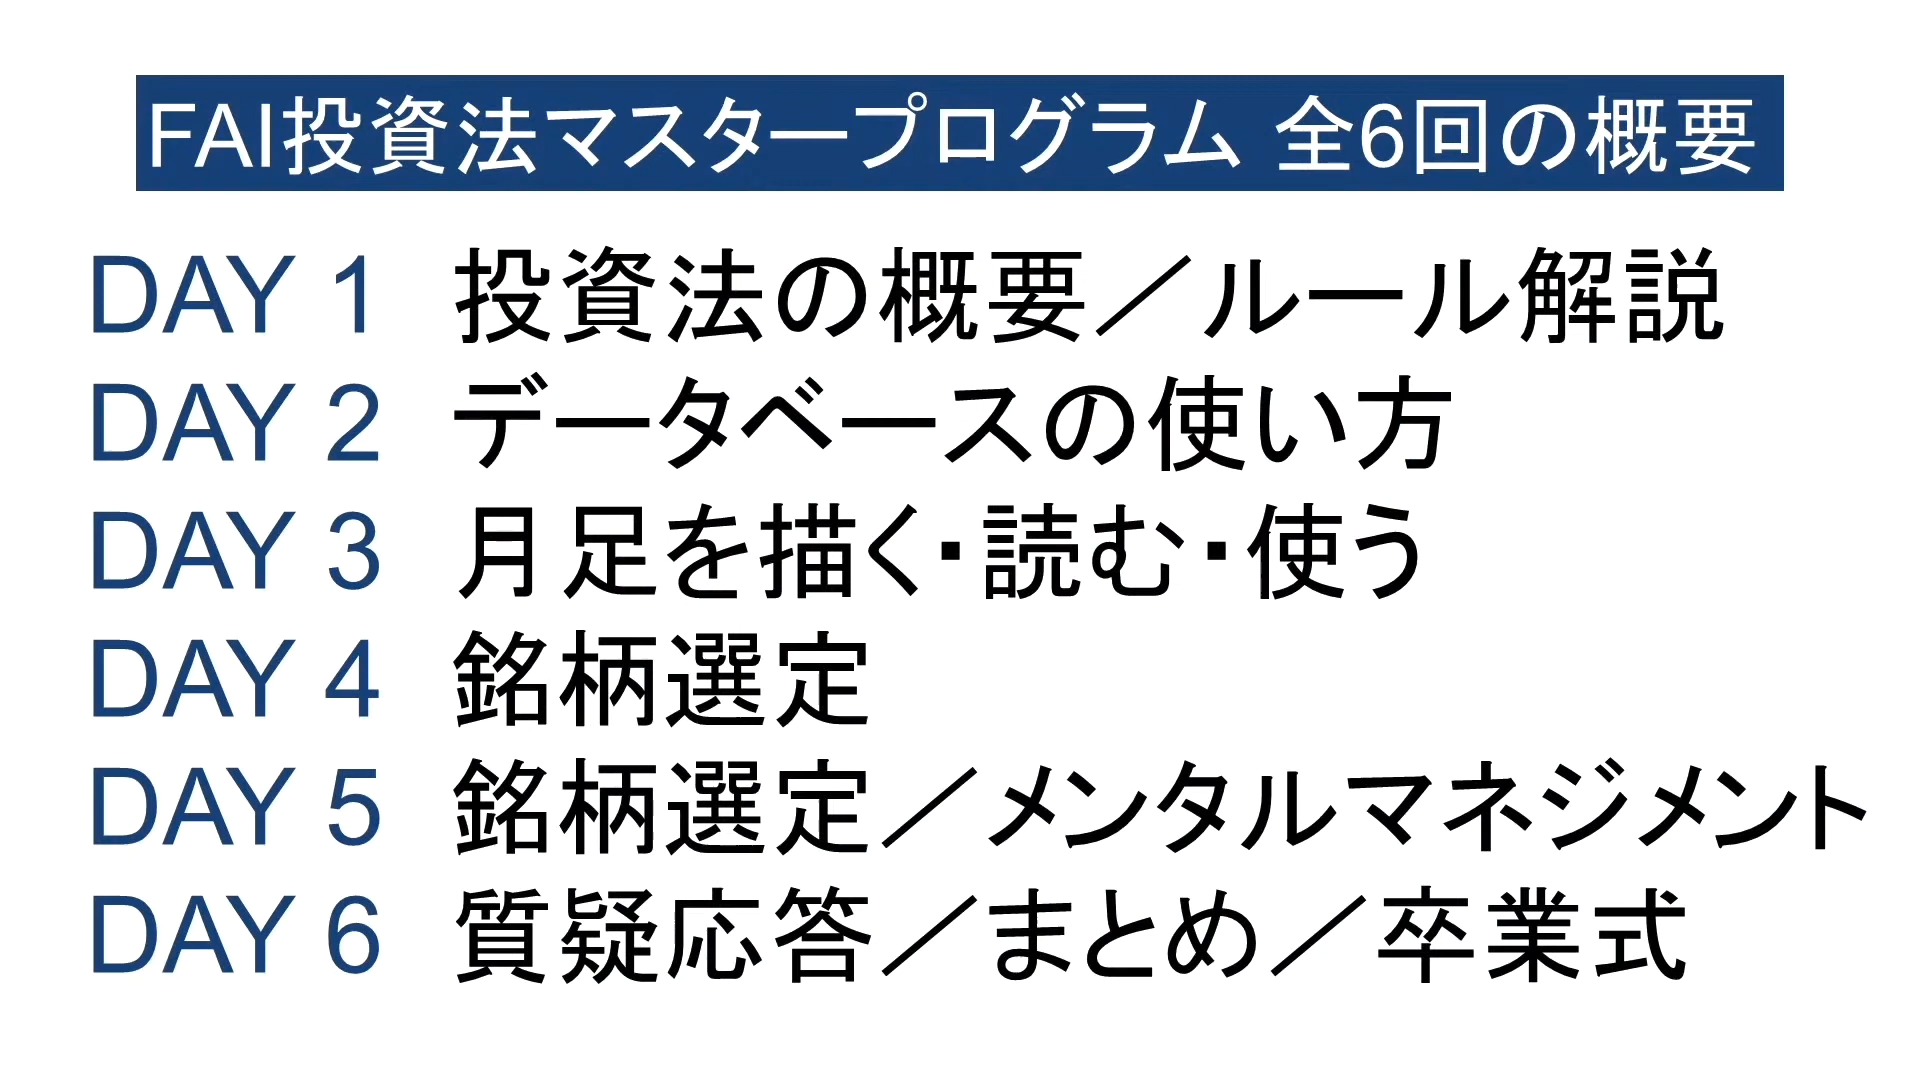 FAI投資法マスタープログラム 全6回の概要
DAY 1 投資法の概要／ルール解説
DAY 2 データベースの使い方
DAY 3 月足を描く・読む・使う
DAY 4 銘柄選定
DAY 5 銘柄選定／メンタルマネジメント
DAY 6 質疑応答／まとめ／卒業式